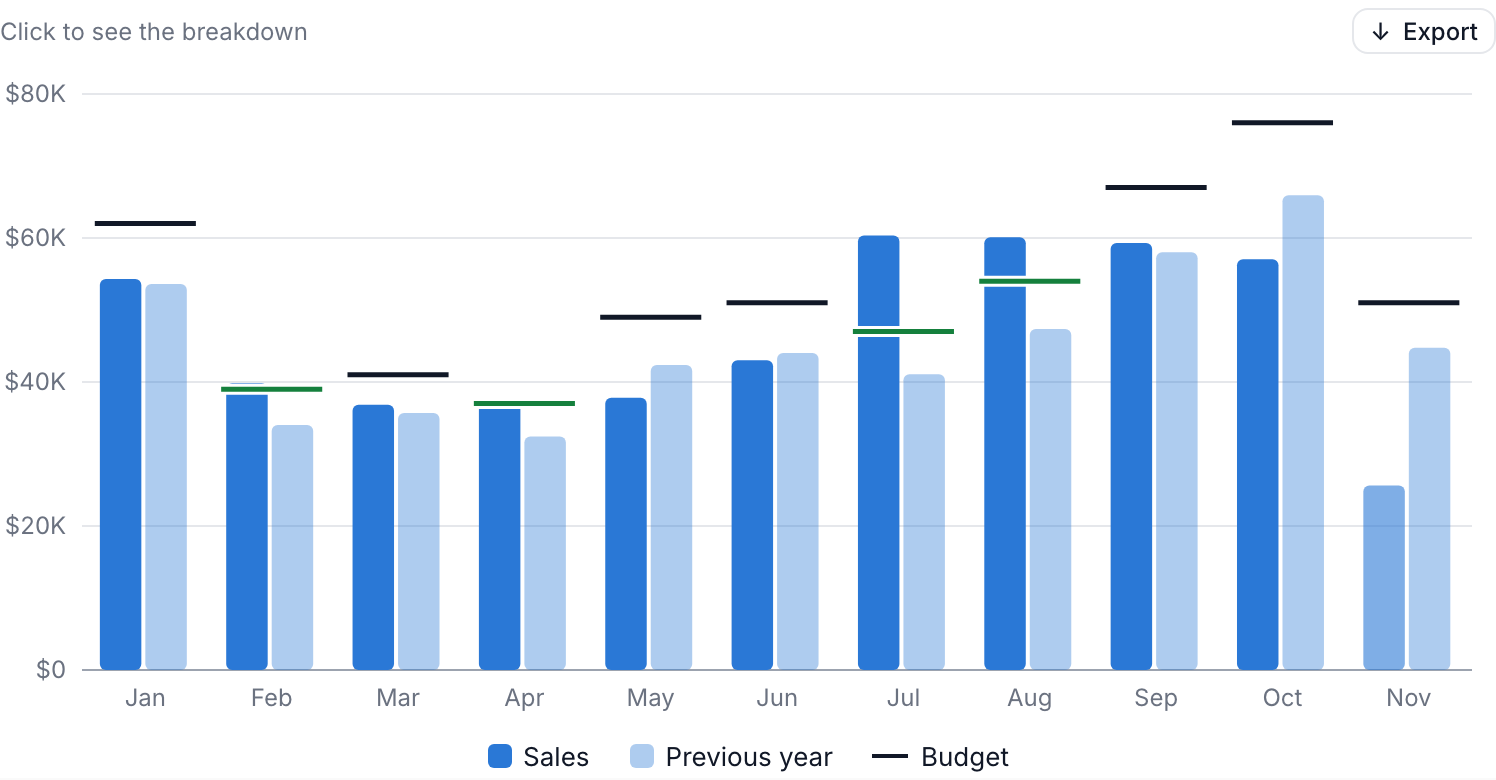 Click to see the breakdown
Export
$80K
$60K
$40K
$20K
$0
Jan Feb Mar Apr May Jun Jul Aug Sep Oct Nov
Sales Previous year Budget